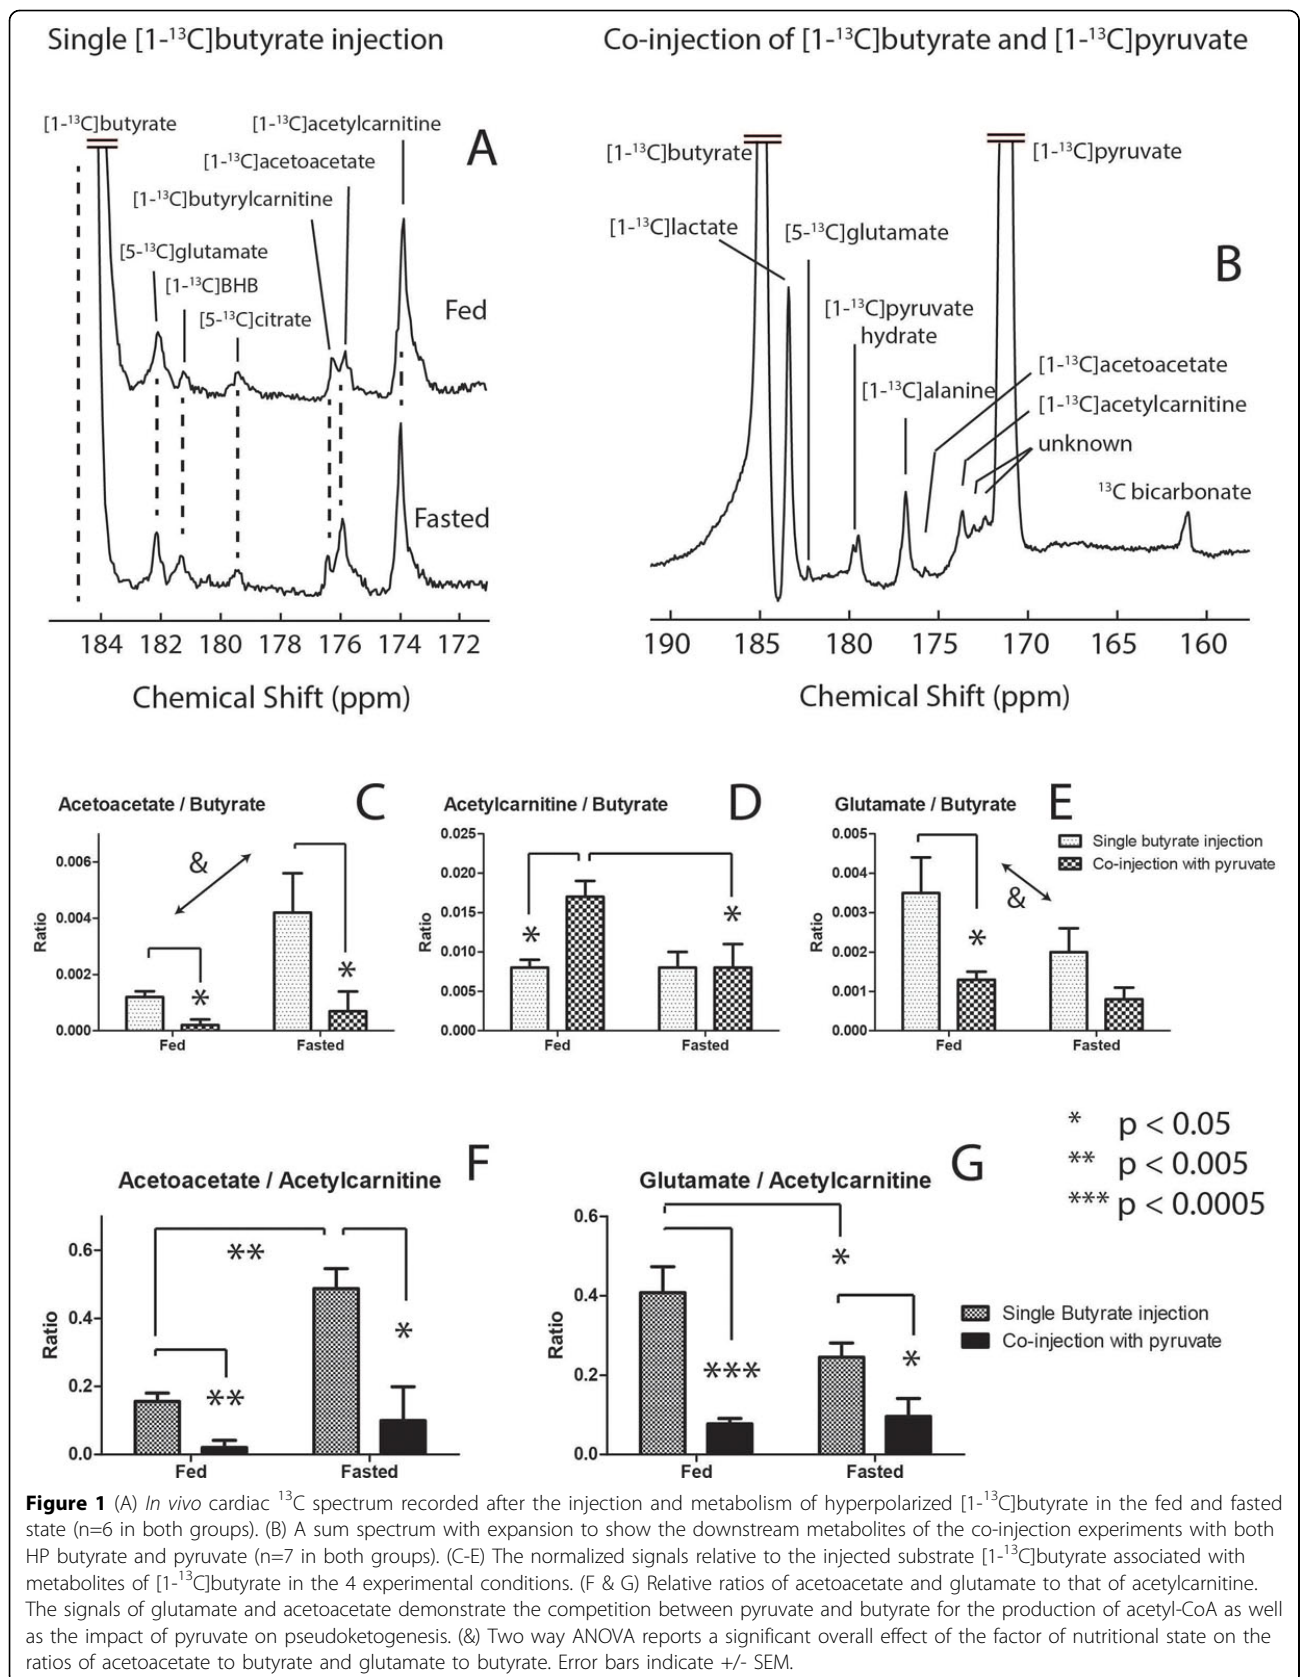 Single [1-¹³C]butyrate injection
Co-injection of [1-¹³C]butyrate and [1-¹³C]pyruvate
A
[1-¹³C]butyrate
[1-¹³C]acetylcarnitine
[1-¹³C]acetoacetate
[1-¹³C]butyrylcarnitine
[5-¹³C]glutamate
[1-¹³C]BHB
[5-¹³C]citrate
Fed
Fasted
184 182 180 178 176 174 172
Chemical Shift (ppm)
B
[1-¹³C]butyrate
[1-¹³C]pyruvate
[1-¹³C]lactate
[5-¹³C]glutamate
[1-¹³C]pyruvate
hydrate
[1-¹³C]alanine
[1-¹³C]acetoacetate
[1-¹³C]acetylcarnitine
unknown
¹³C bicarbonate
190 185 180 175 170 165 160
Chemical Shift (ppm)
Acetoacetate / Butyrate
C
Ratio
0.006
0.004
0.002
0.000
&
*
*
Fed Fasted
Acetylcarnitine / Butyrate
D
Ratio
0.025
0.020
0.015
0.010
0.005
0.000
*
*
Fed Fasted
Glutamate / Butyrate
E
Ratio
0.005
0.004
0.003
0.002
0.001
0.000
*
&
Fed Fasted
Single butyrate injection
Co-injection with pyruvate
* p < 0.05
** p < 0.005
*** p < 0.0005
Acetoacetate / Acetylcarnitine
F
Ratio
0.6
0.4
0.2
0.0
**
**
*
Fed Fasted
Glutamate / Acetylcarnitine
G
Ratio
0.6
0.4
0.2
0.0
***
*
*
Fed Fasted
Single Butyrate injection
Co-injection with pyruvate
Figure 1 (A) In vivo cardiac ¹³C spectrum recorded after the injection and metabolism of hyperpolarized [1-¹³C]butyrate in the fed and fasted
state (n=6 in both groups). (B) A sum spectrum with expansion to show the downstream metabolites of the co-injection experiments with both
HP butyrate and pyruvate (n=7 in both groups). (C-E) The normalized signals relative to the injected substrate [1-¹³C]butyrate associated with
metabolites of [1-¹³C]butyrate in the 4 experimental conditions. (F & G) Relative ratios of acetoacetate and glutamate to that of acetylcarnitine.
The signals of glutamate and acetoacetate demonstrate the competition between pyruvate and butyrate for the production of acetyl-CoA as well
as the impact of pyruvate on pseudoketogenesis. (&) Two way ANOVA reports a significant overall effect of the factor of nutritional state on the
ratios of acetoacetate to butyrate and glutamate to butyrate. Error bars indicate +/- SEM.